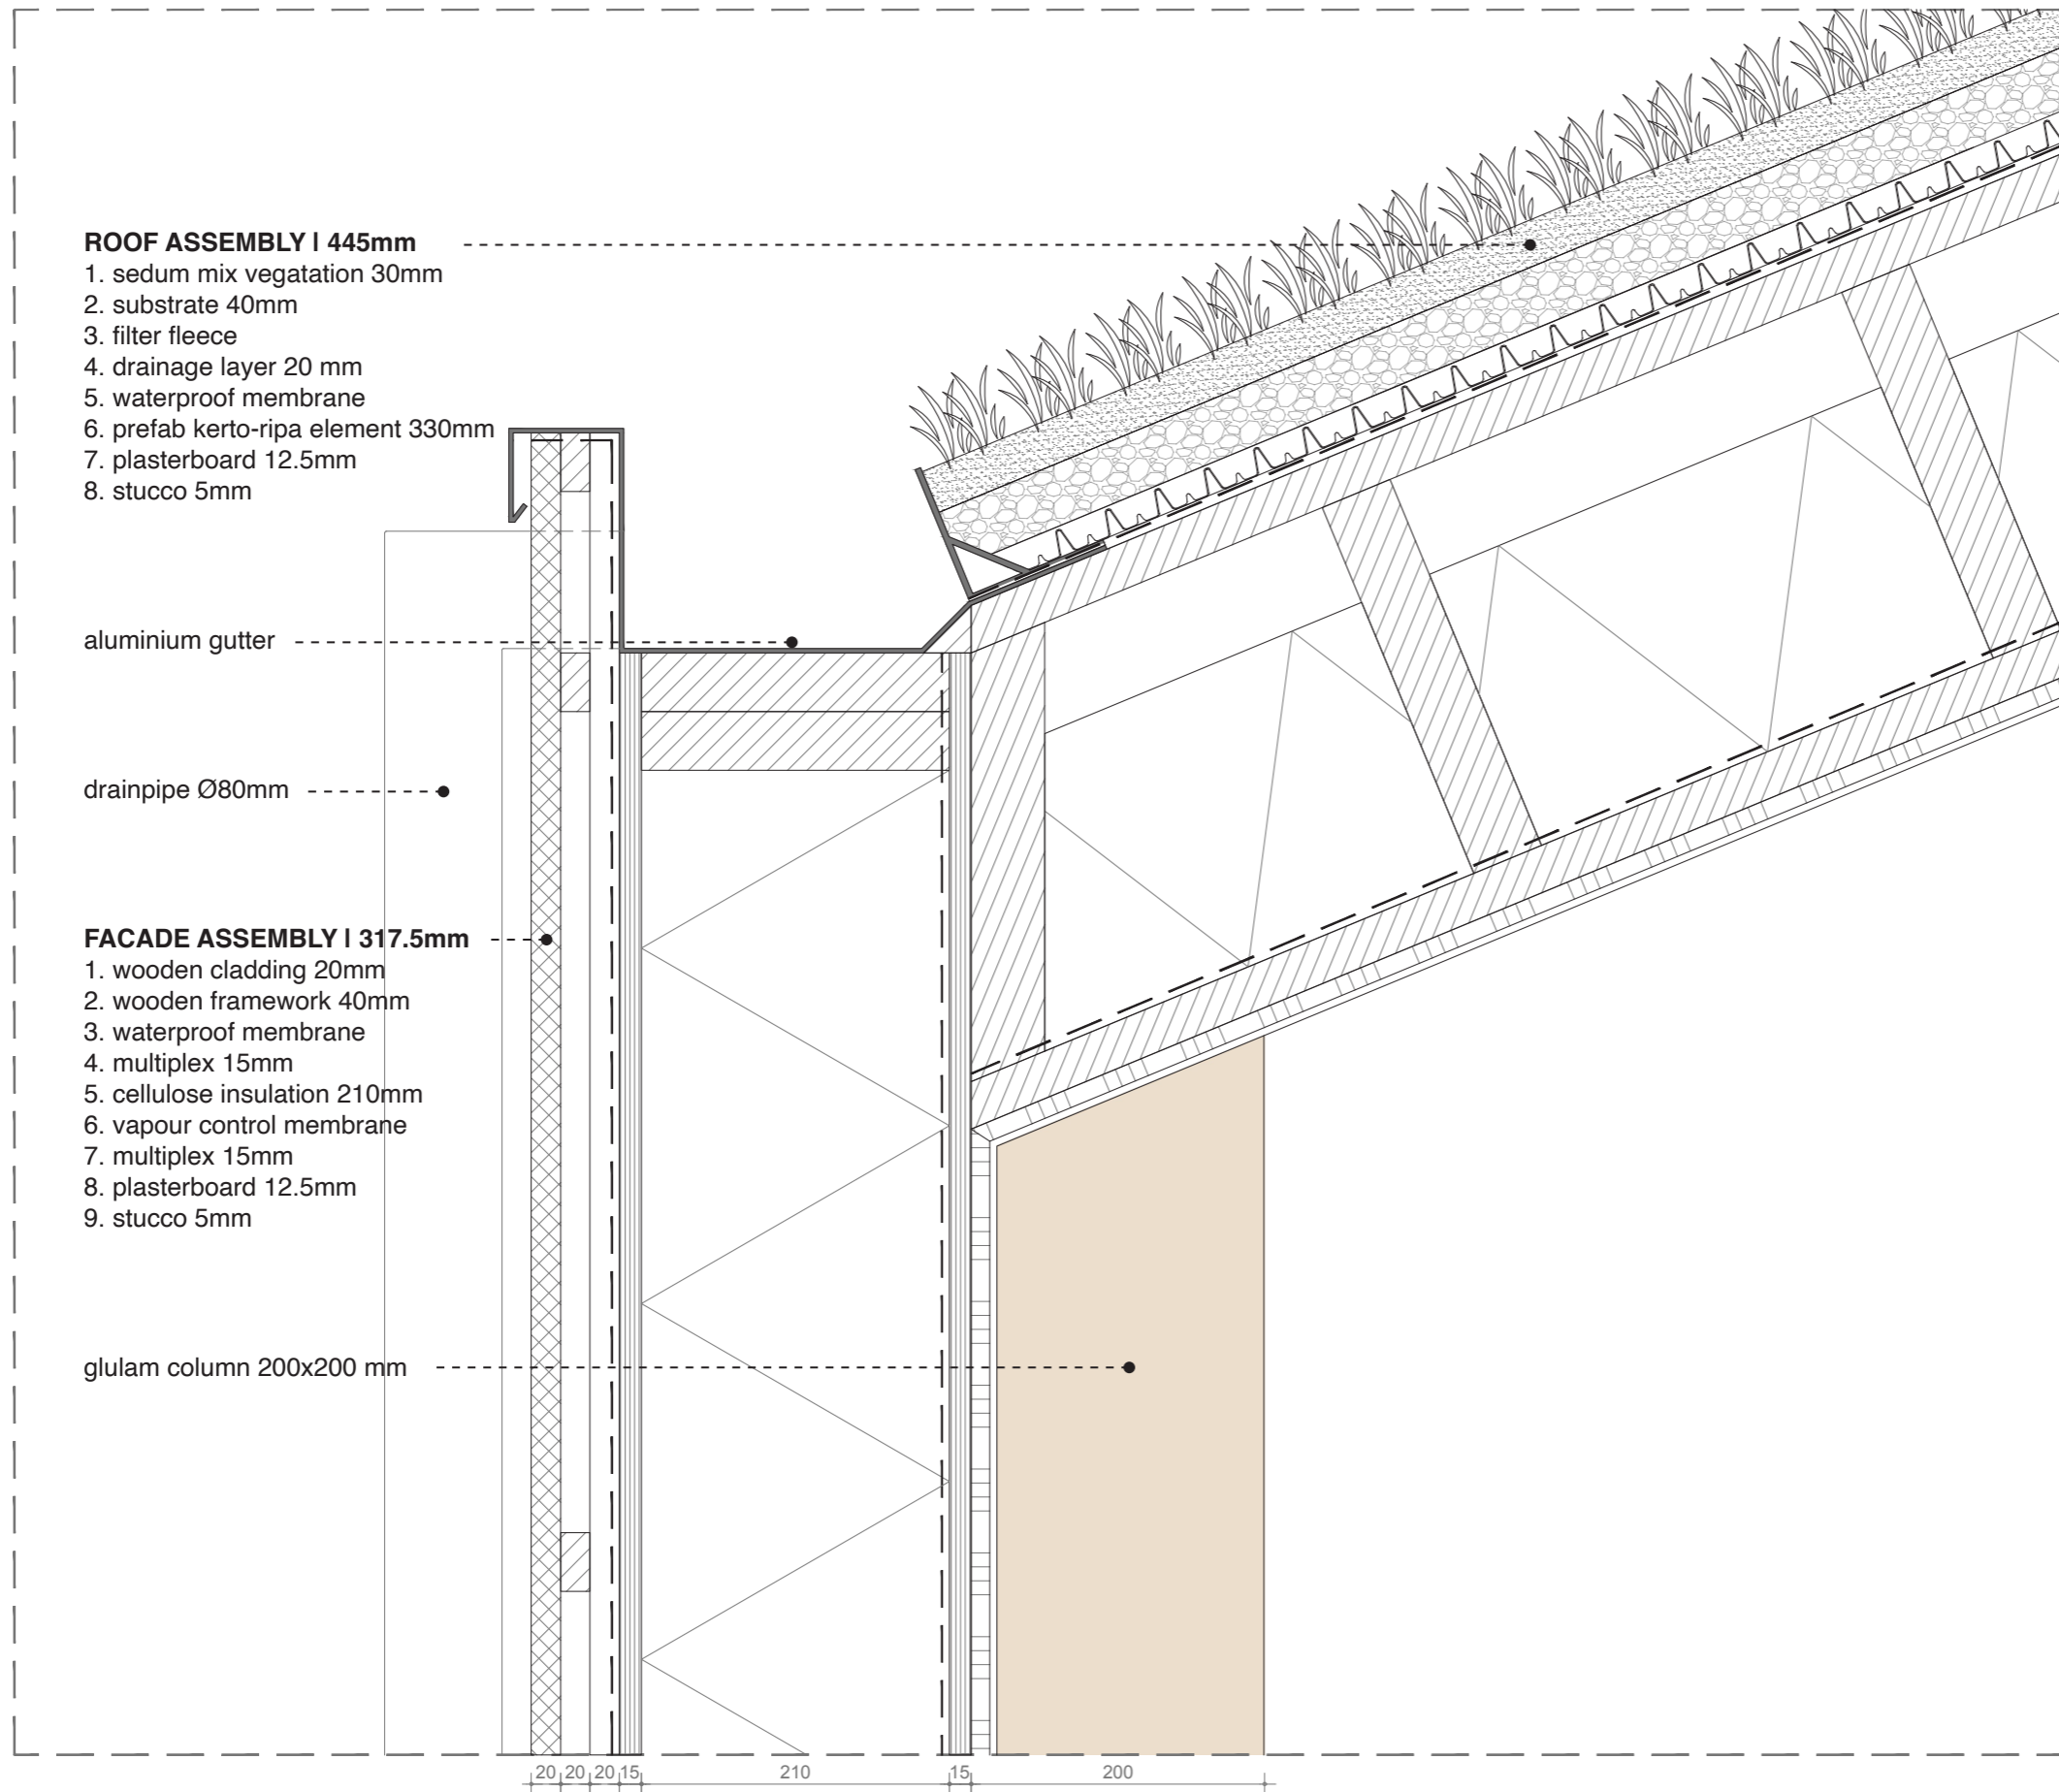 ROOF ASSEMBLY | 445mm
1. sedum mix vegatation 30mm
2. substrate 40mm
3. filter fleece
4. drainage layer 20 mm
5. waterproof membrane
6. prefab kerto-ripa element 330mm
7. plasterboard 12.5mm
8. stucco 5mm
aluminium gutter
drainpipe Ø80mm
FACADE ASSEMBLY | 317.5mm
1. wooden cladding 20mm
2. wooden framework 40mm
3. waterproof membrane
4. multiplex 15mm
5. cellulose insulation 210mm
6. vapour control membrane
7. multiplex 15mm
8. plasterboard 12.5mm
9. stucco 5mm
glulam column 200x200 mm
20 20 20 15 210 15 200